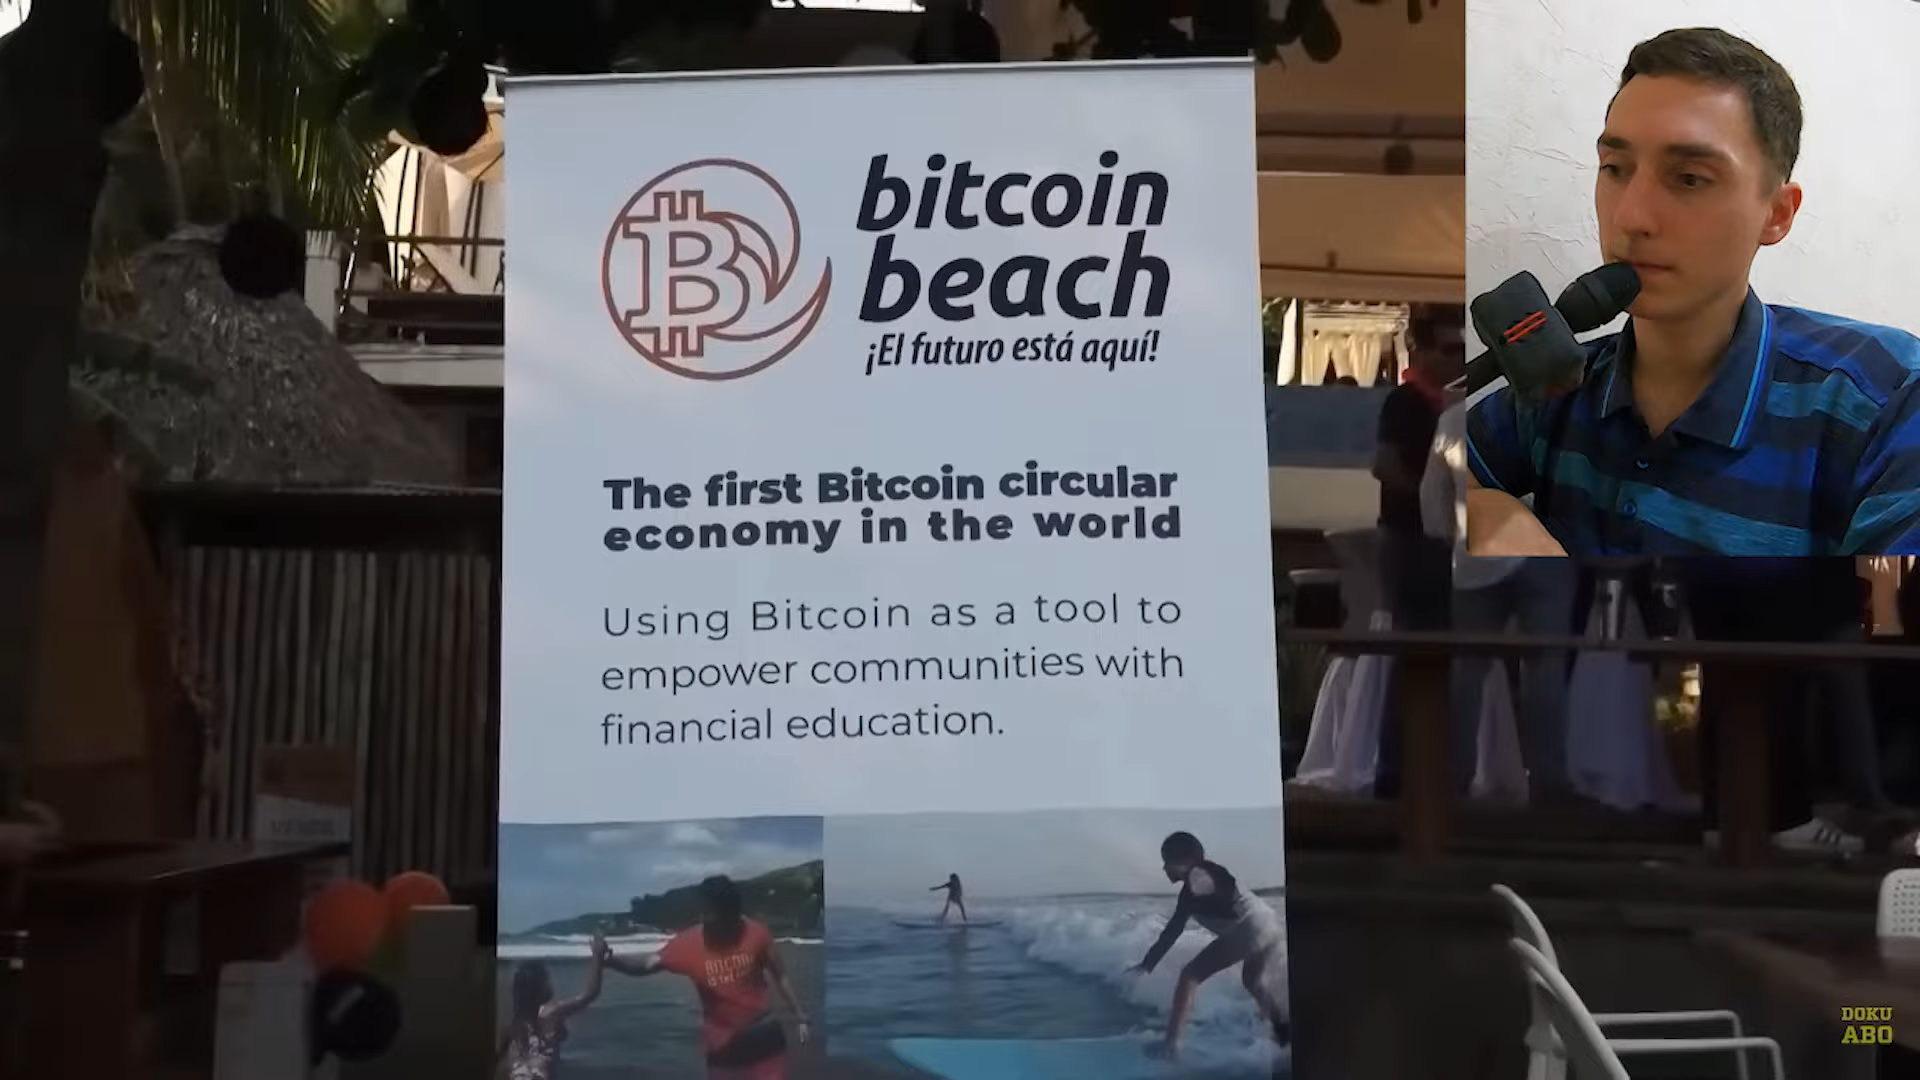 bitcoin
beach
¡El futuro está aquí!
The first Bitcoin circular
economy in the world
Using Bitcoin as a tool to
empower communities with
financial education.
BITCOIN
DOKU
ABO